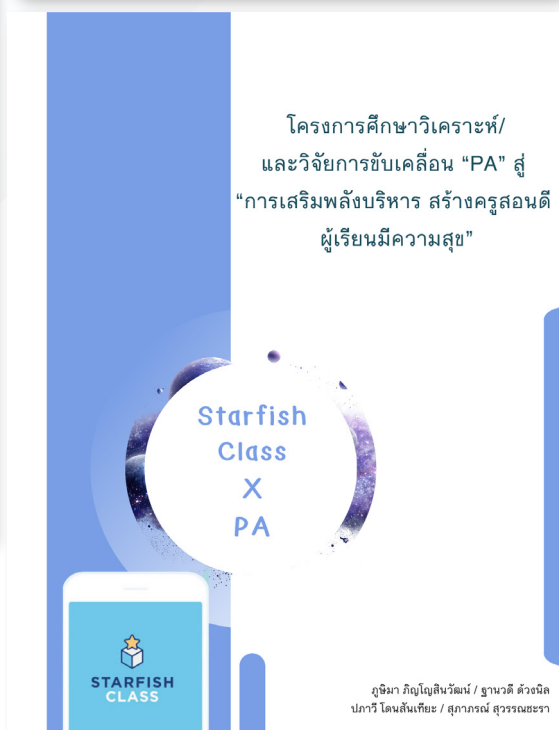 โครงการศึกษาวิเคราะห์/
และวิจัยการขับเคลื่อน “PA” สู่
“การเสริมพลังบริหาร สร้างครูสอนดี
ผู้เรียนมีความสุข”
Starfish
Class
X
PA
STARFISH
CLASS
ภูษิมา ภิญโญสินวัฒน์ / ฐานวดี ด้วงนิล
ปภาวี โดนสันเทียะ / สุภาภรณ์ สุวรรณชะรา